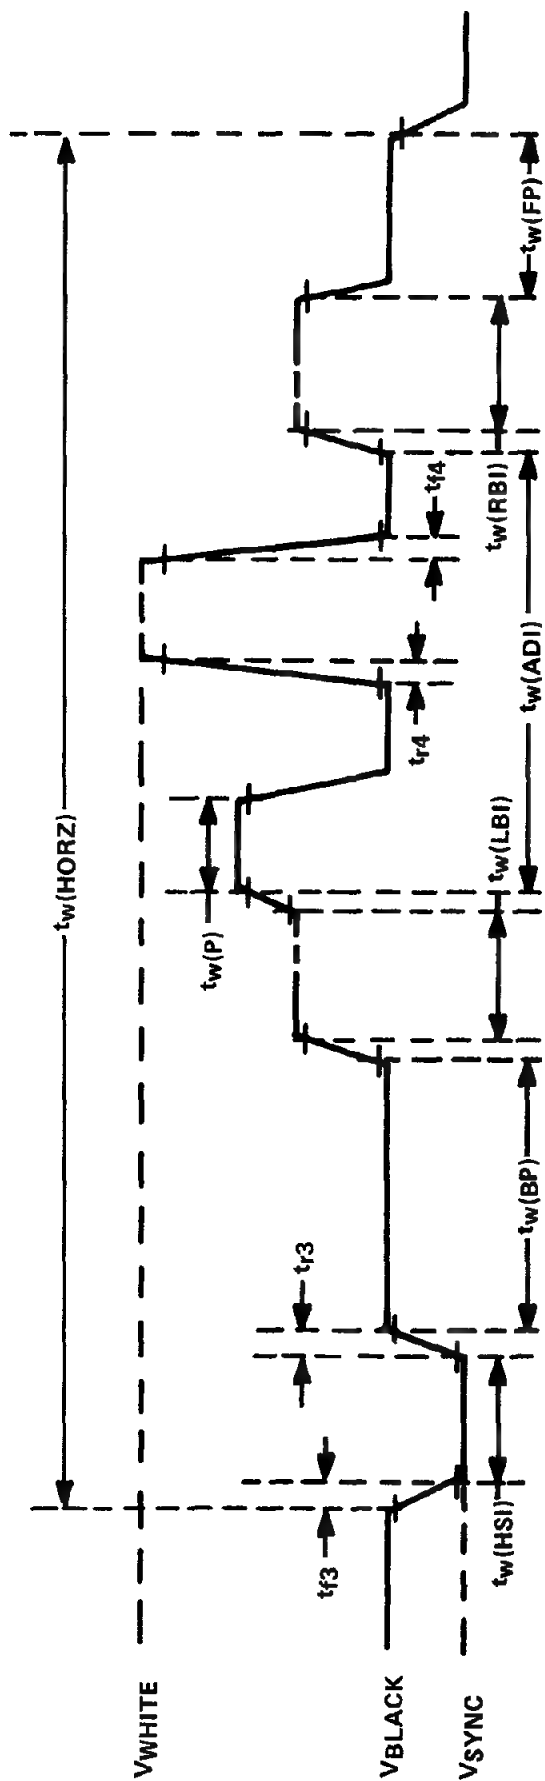 tw(HORZ)
VWHITE
tw(P)
tr4
tf4
tf3
tr3
VBLACK
VSYNC
tw(HSI)
tw(BP)
tw(LBI)
tw(ADI)
tw(RBI)
tw(FP)